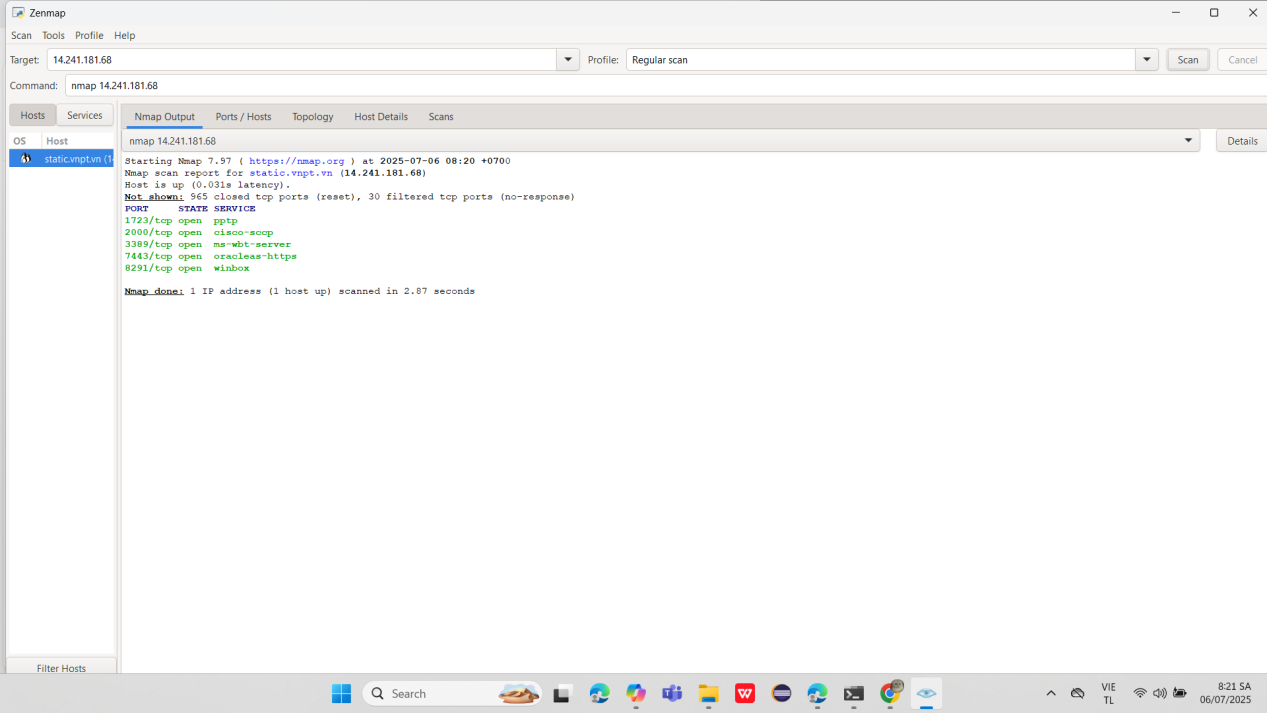 Zenmap
Scan Tools Profile Help
Target: 14.241.181.68 Profile: Regular scan Scan Cancel
Command: nmap 14.241.181.68
Hosts Services Nmap Output Ports / Hosts Topology Host Details Scans
OS Host nmap 14.241.181.68 Details
static.vnpt.vn (14
Starting Nmap 7.97 ( https://nmap.org ) at 2025-07-06 08:20 +0700
Nmap scan report for static.vnpt.vn (14.241.181.68)
Host is up (0.031s latency).
Not shown: 965 closed tcp ports (reset), 30 filtered tcp ports (no-response)
PORT STATE SERVICE
1723/tcp open pptp
2000/tcp open cisco-sccp
3389/tcp open ms-wbt-server
7443/tcp open oracleas-https
8291/tcp open winbox
Nmap done: 1 IP address (1 host up) scanned in 2.87 seconds
Filter Hosts
Search
VIE
TL
8:21 SA
06/07/2025